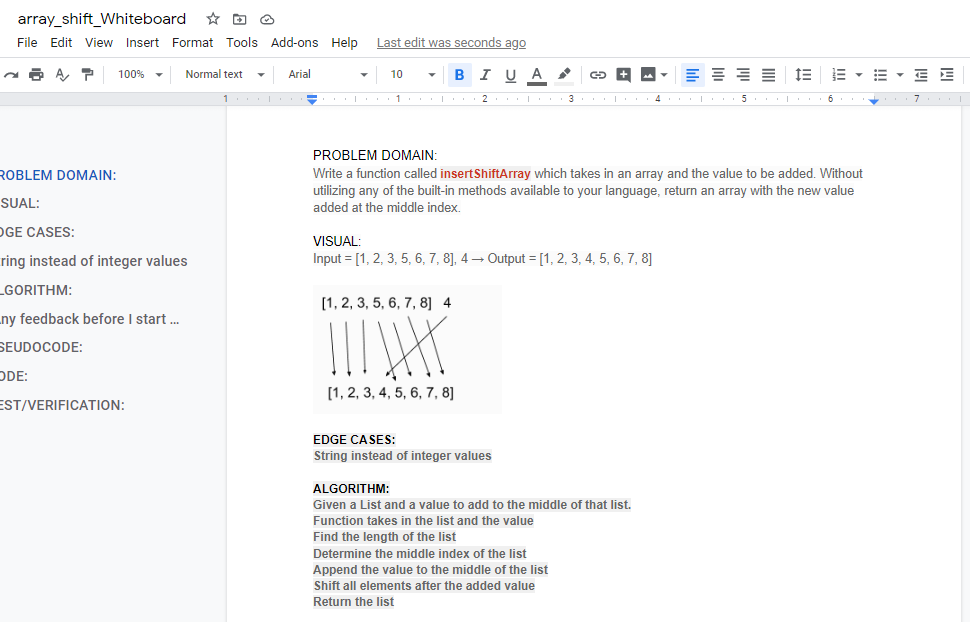 array_shift_Whiteboard
File Edit View Insert Format Tools Add-ons Help Last edit was seconds ago
100% Normal text Arial 10 B I U A
1 1 2 3 4 5 6 7
ROBLEM DOMAIN:
SUAL:
GE CASES:
ring instead of integer values
LGORITHM:
ny feedback before I start ...
SEUDOCODE:
ODE:
EST/VERIFICATION:
PROBLEM DOMAIN:
Write a function called insertShiftArray which takes in an array and the value to be added. Without
utilizing any of the built-in methods available to your language, return an array with the new value
added at the middle index.
VISUAL:
Input = [1, 2, 3, 5, 6, 7, 8], 4 → Output = [1, 2, 3, 4, 5, 6, 7, 8]
[1, 2, 3, 5, 6, 7, 8] 4
[1, 2, 3, 4, 5, 6, 7, 8]
EDGE CASES:
String instead of integer values
ALGORITHM:
Given a List and a value to add to the middle of that list.
Function takes in the list and the value
Find the length of the list
Determine the middle index of the list
Append the value to the middle of the list
Shift all elements after the added value
Return the list